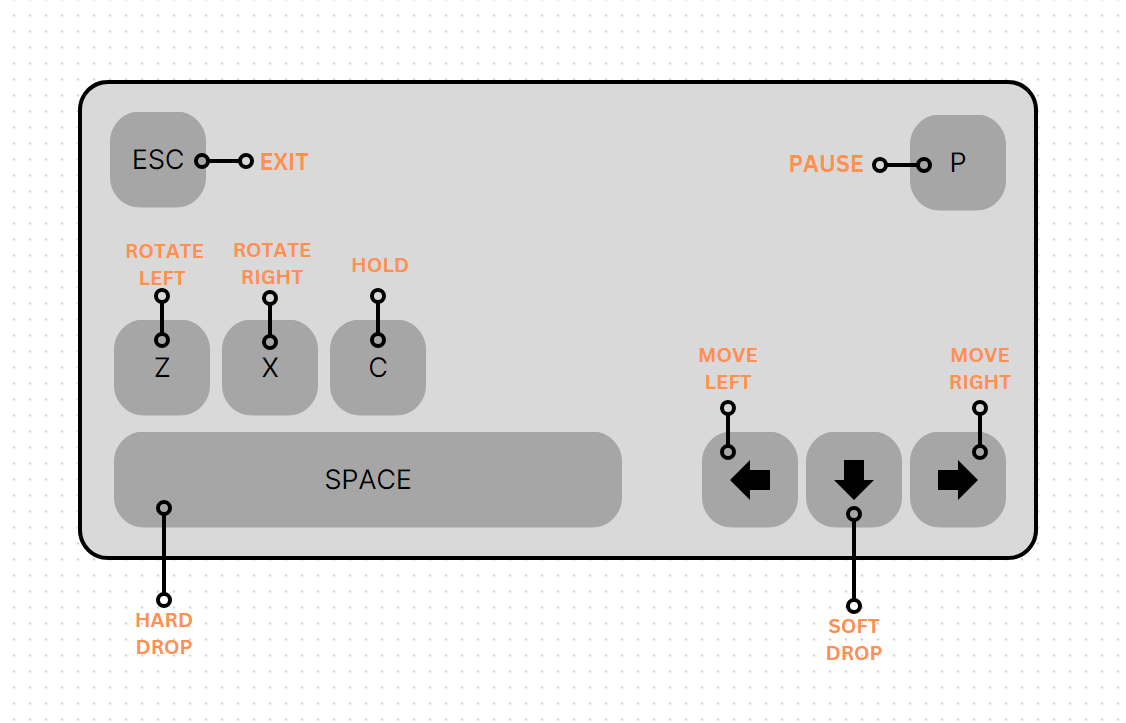 ESC
EXIT
PAUSE
P
ROTATE
LEFT
ROTATE
RIGHT
HOLD
Z
X
C
MOVE
LEFT
MOVE
RIGHT
SPACE
HARD
DROP
SOFT
DROP